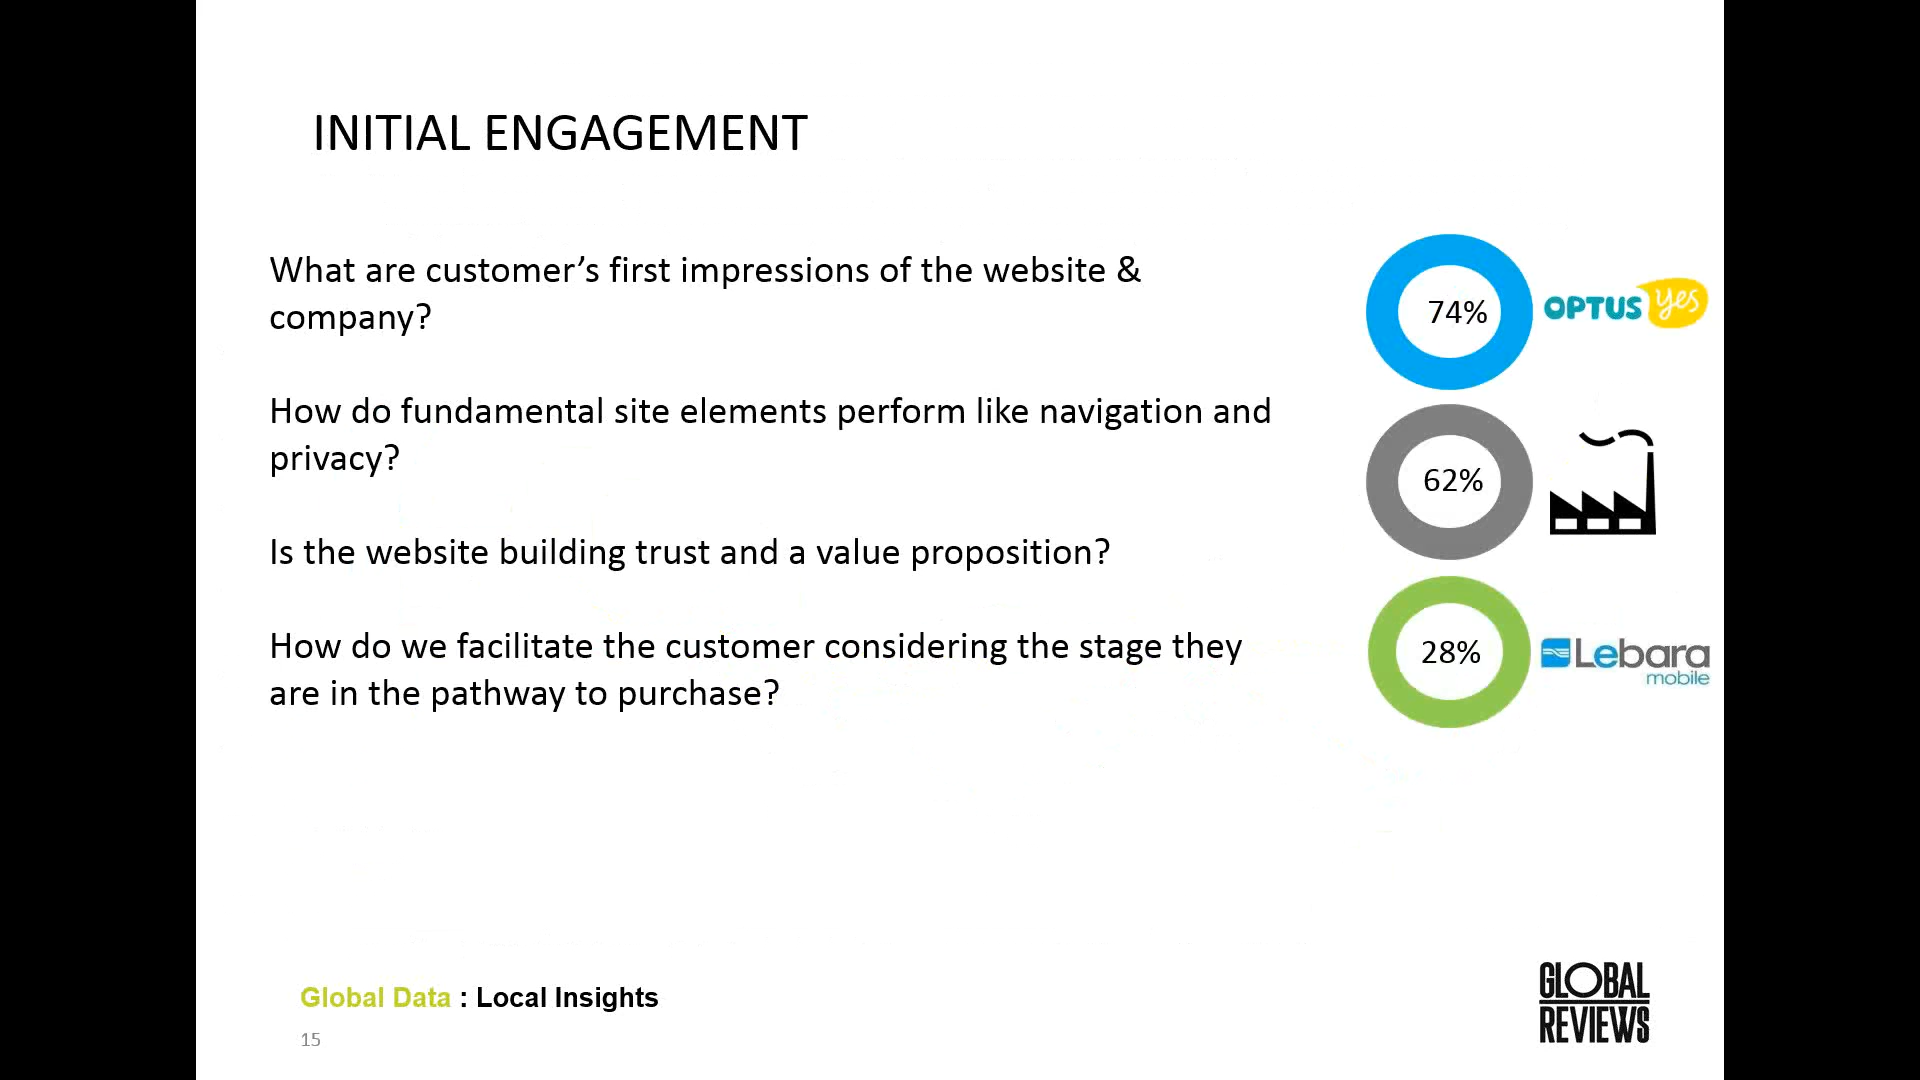 INITIAL ENGAGEMENT
What are customer’s first impressions of the website &
company?
How do fundamental site elements perform like navigation and
privacy?
Is the website building trust and a value proposition?
How do we facilitate the customer considering the stage they
are in the pathway to purchase?
74%
OPTUS yes
62%
28%
Lebara
mobile
Global Data : Local Insights
15
GLOBAL
REVIEWS